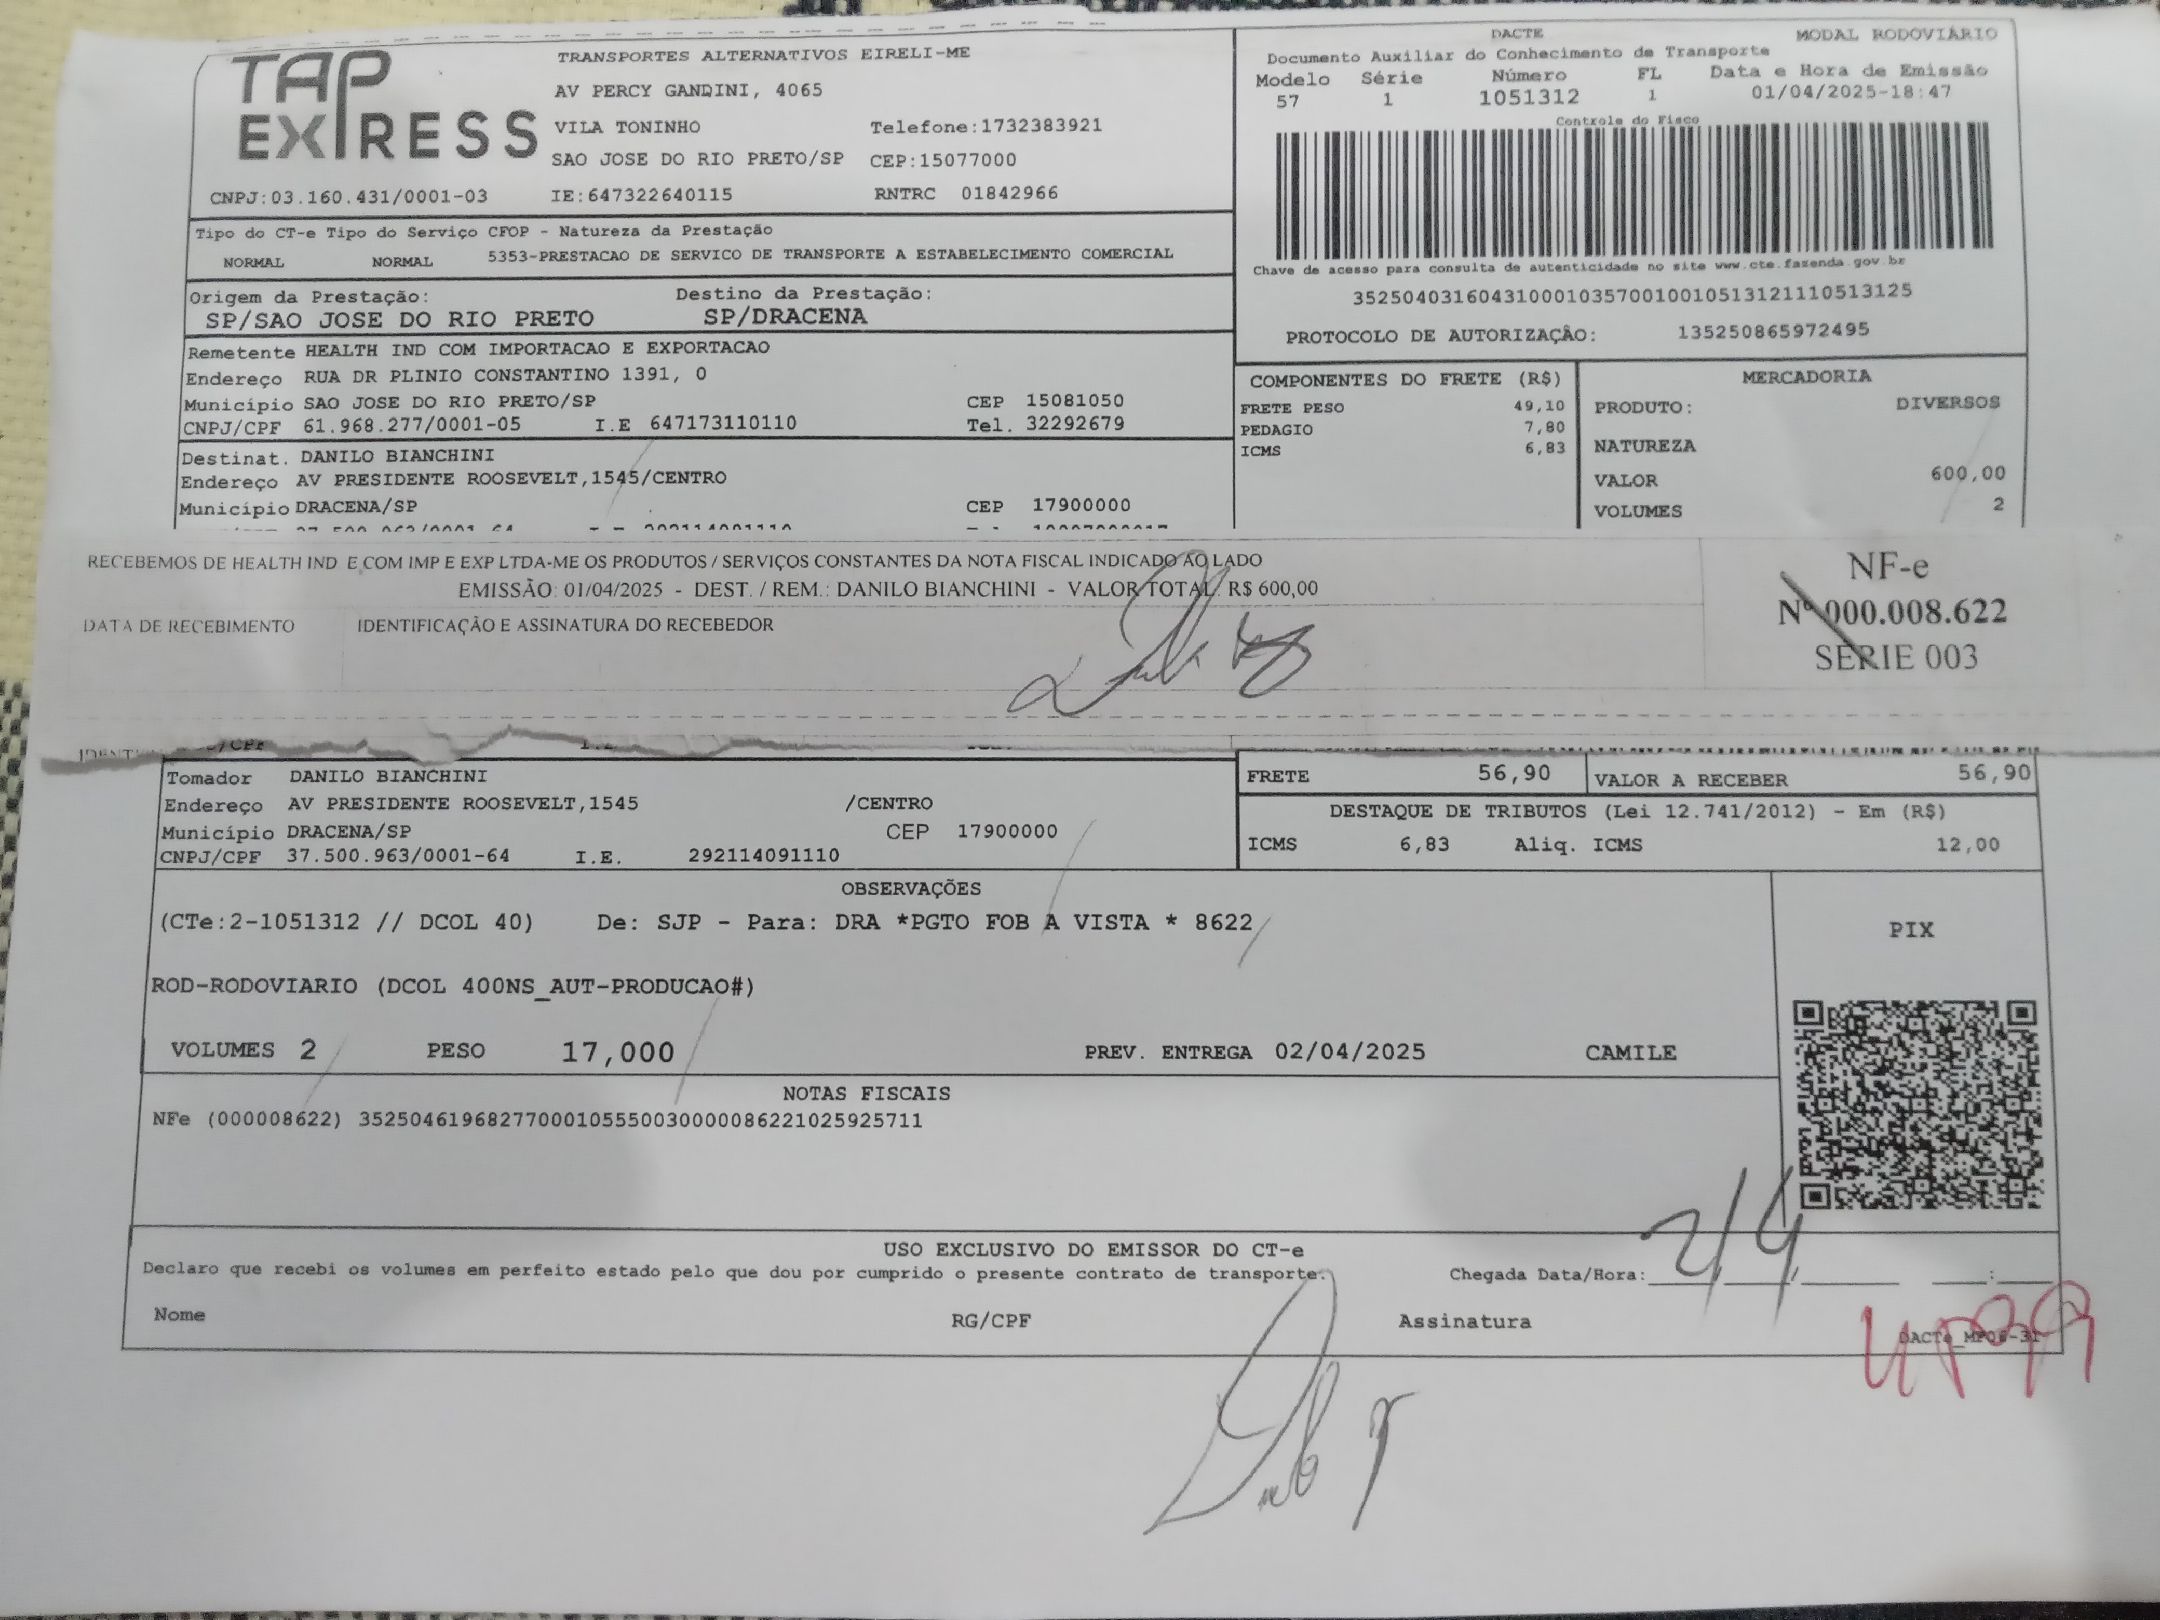 TAP
EXPRESS
TRANSPORTES ALTERNATIVOS EIRELI-ME
AV PERCY GANDINI, 4065
VILA TONINHO Telefone:1732383921
SAO JOSE DO RIO PRETO/SP CEP:15077000
CNPJ:03.160.431/0001-03 IE:647322640115 RNTRC 01842966
DACTE MODAL RODOVIÁRIO
Documento Auxiliar do Conhecimento de Transporte
Modelo Série Número FL Data e Hora de Emissão
57 1 1051312 1 01/04/2025-18:47
Controle do Fisco
Chave de acesso para consulta de autenticidade no site www.cte.fazenda.gov.br
35250403160431000103570010010513121110513125
PROTOCOLO DE AUTORIZAÇÃO: 135250865972495
Tipo do CT-e Tipo do Serviço CFOP - Natureza da Prestação
NORMAL NORMAL 5353-PRESTACAO DE SERVICO DE TRANSPORTE A ESTABELECIMENTO COMERCIAL
Origem da Prestação: Destino da Prestação:
SP/SAO JOSE DO RIO PRETO SP/DRACENA
Remetente HEALTH IND COM IMPORTACAO E EXPORTACAO
Endereço RUA DR PLINIO CONSTANTINO 1391, 0
Município SAO JOSE DO RIO PRETO/SP CEP 15081050
CNPJ/CPF 61.968.277/0001-05 I.E 647173110110 Tel. 32292679
Destinat. DANILO BIANCHINI
Endereço AV PRESIDENTE ROOSEVELT,1545/CENTRO
Município DRACENA/SP CEP 17900000
COMPONENTES DO FRETE (R$)
FRETE PESO 49,10
PEDAGIO 7,80
ICMS 6,83
MERCADORIA
PRODUTO: DIVERSOS
NATUREZA
VALOR 600,00
VOLUMES 2
RECEBEMOS DE HEALTH IND E COM IMP E EXP LTDA-ME OS PRODUTOS / SERVIÇOS CONSTANTES DA NOTA FISCAL INDICADO AO LADO
EMISSÃO: 01/04/2025 - DEST. / REM.: DANILO BIANCHINI - VALOR TOTAL: R$ 600,00
DATA DE RECEBIMENTO IDENTIFICAÇÃO E ASSINATURA DO RECEBEDOR
NF-e
Nº 000.008.622
SÉRIE 003
Tomador DANILO BIANCHINI
Endereço AV PRESIDENTE ROOSEVELT,1545 /CENTRO
Município DRACENA/SP CEP 17900000
CNPJ/CPF 37.500.963/0001-64 I.E. 292114091110
FRETE 56,90 VALOR A RECEBER 56,90
DESTAQUE DE TRIBUTOS (Lei 12.741/2012) - Em (R$)
ICMS 6,83 Aliq. ICMS 12,00
OBSERVAÇÕES
(CTe:2-1051312 // DCOL 40) De: SJP - Para: DRA *PGTO FOB A VISTA * 8622
ROD-RODOVIARIO (DCOL 400NS_AUT-PRODUCAO#)
VOLUMES 2 PESO 17,000 PREV. ENTREGA 02/04/2025 CAMILE
PIX
NOTAS FISCAIS
NFe (000008622) 35250461968277000105550030000086221025925711
USO EXCLUSIVO DO EMISSOR DO CT-e
Declaro que recebi os volumes em perfeito estado pelo que dou por cumprido o presente contrato de transporte. Chegada Data/Hora: 2/4
Nome RG/CPF Assinatura